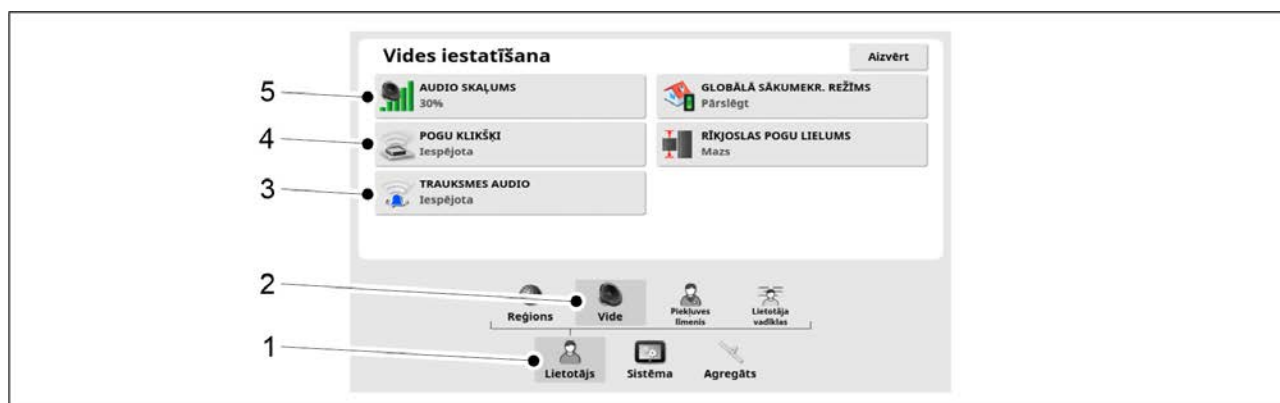 Vides iestatīšana
Aizvērt
5
AUDIO SKAĻUMS
30%
GLOBĀLĀ SĀKUMEKR. REŽĪMS
Pārslēgt
4
POGU KLIKŠĶI
Iespējota
RĪKJOSLAS POGU LIELUMS
Mazs
3
TRAUKSMES AUDIO
Iespējota
2
Reģions
Vide
Piekļuves
līmenis
Lietotāja
vadīklas
1
Lietotājs
Sistēma
Agregāts